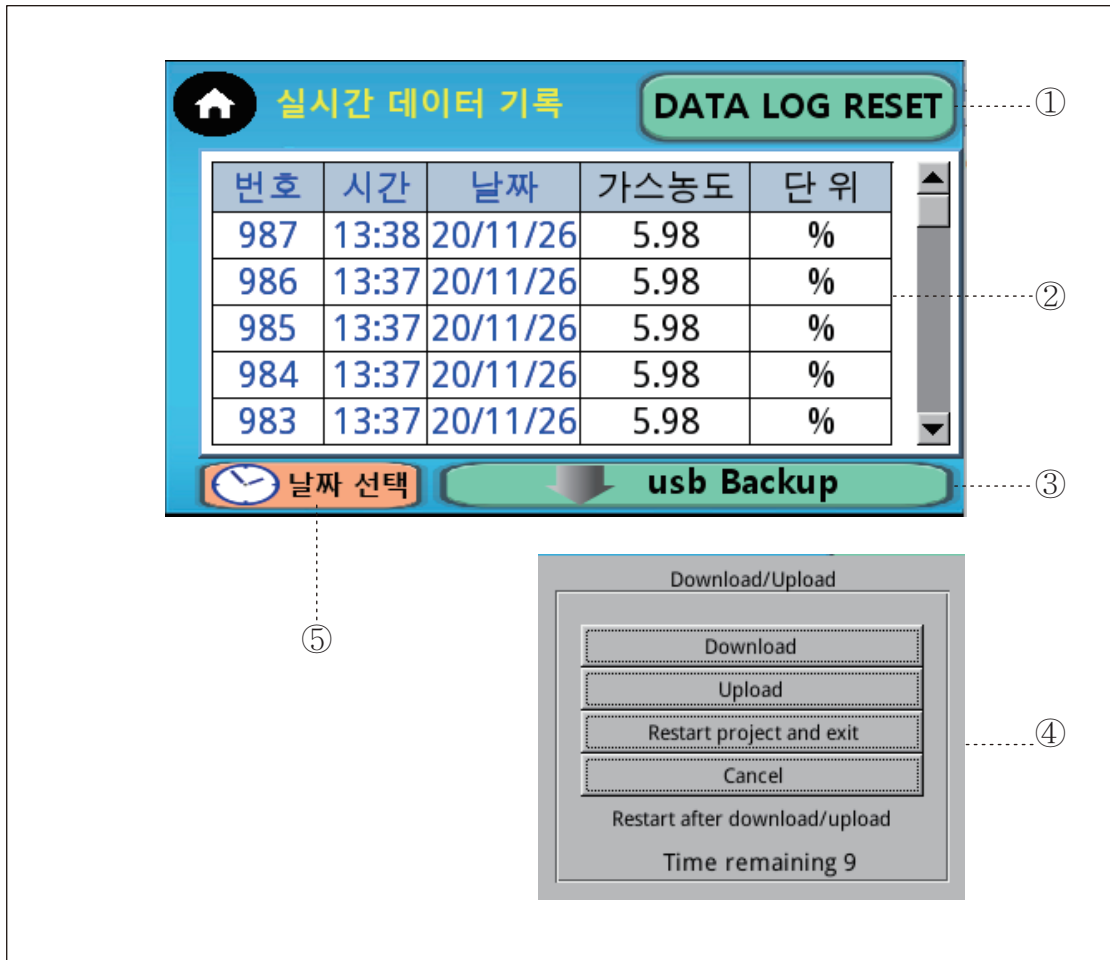 실시간 데이터 기록
DATA LOG RESET
①
번호 시간 날짜 가스농도 단 위
987 13:38 20/11/26 5.98 %
986 13:37 20/11/26 5.98 %
②
985 13:37 20/11/26 5.98 %
984 13:37 20/11/26 5.98 %
983 13:37 20/11/26 5.98 %
날짜 선택
usb Backup
③
Download/Upload
⑤
Download
Upload
Restart project and exit
④
Cancel
Restart after download/upload
Time remaining 9